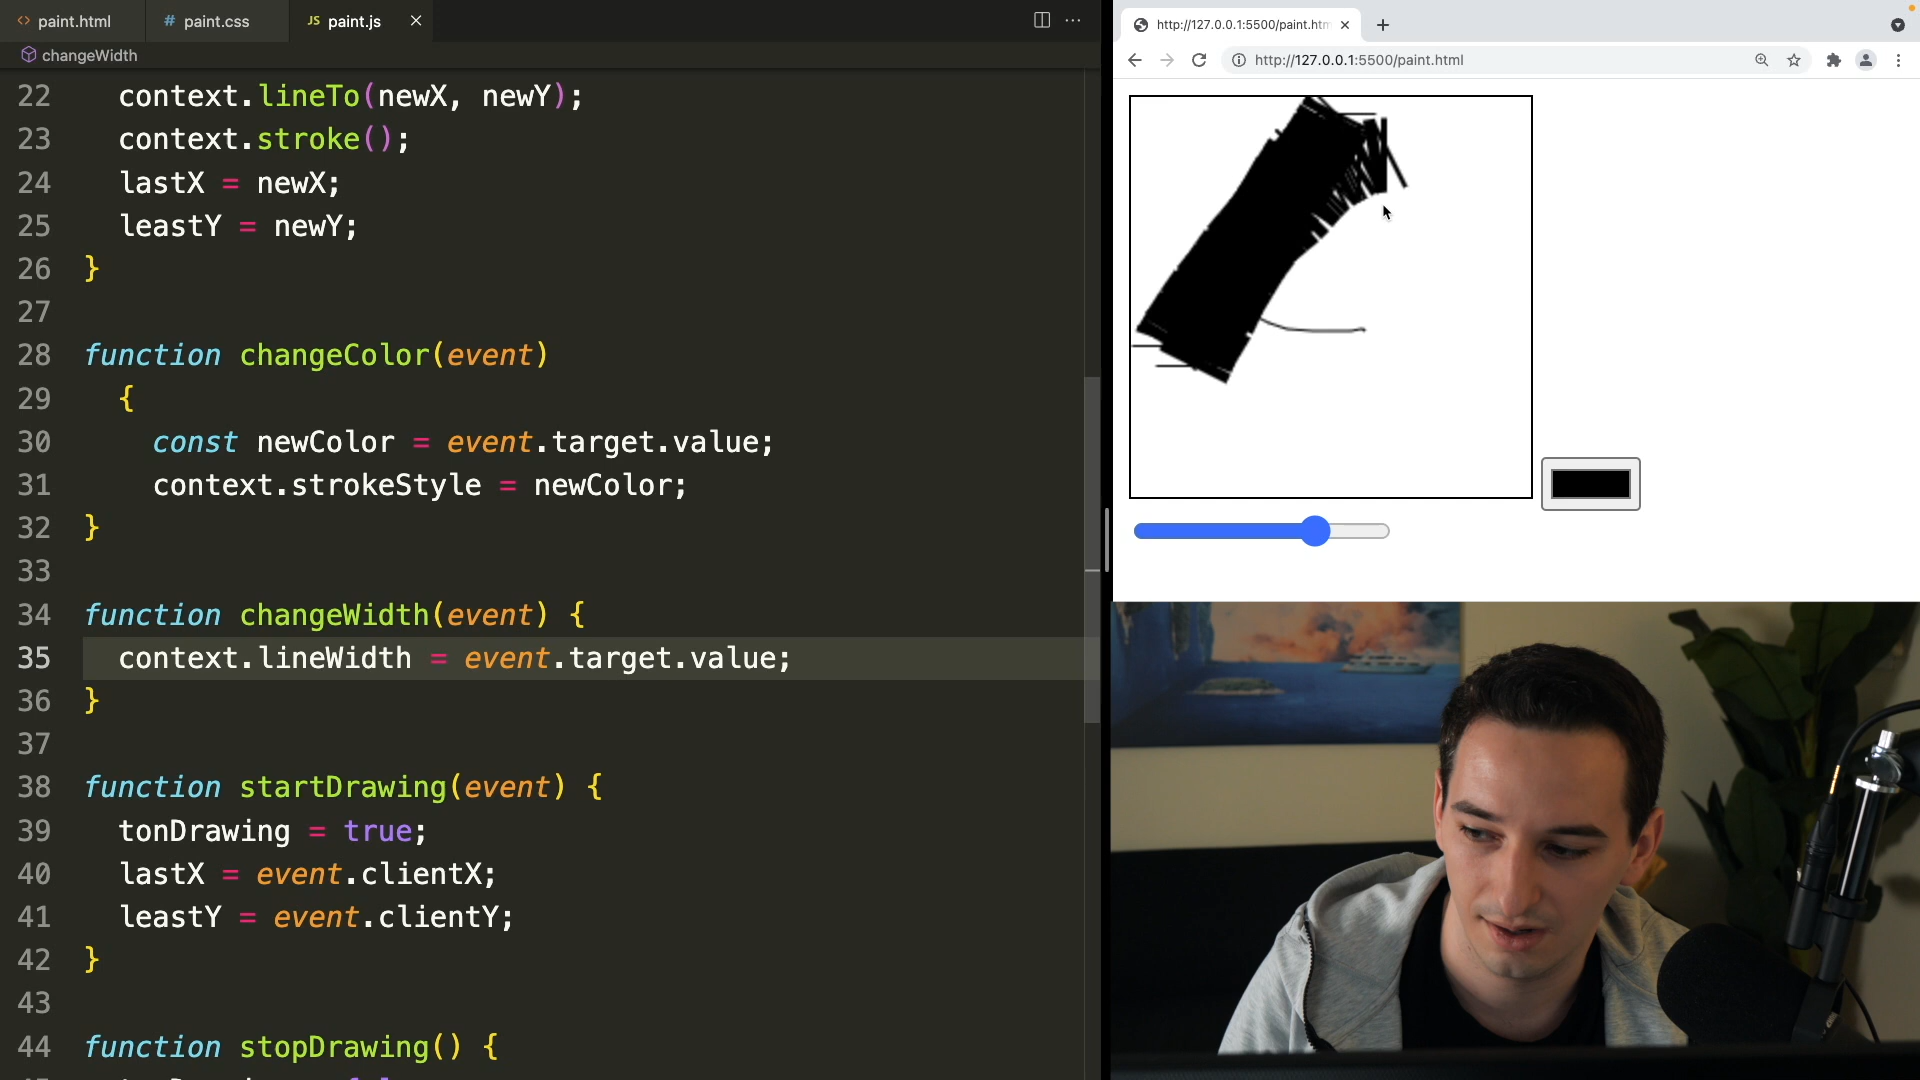 paint.html
# paint.css
JS paint.js
changeWidth
22 context.lineTo(newX, newY);
23 context.stroke();
24 lastX = newX;
25 leastY = newY;
26 }
27
28 function changeColor(event)
29 {
30 const newColor = event.target.value;
31 context.strokeStyle = newColor;
32 }
33
34 function changeWidth(event) {
35 context.lineWidth = event.target.value;
36 }
37
38 function startDrawing(event) {
39 tonDrawing = true;
40 lastX = event.clientX;
41 leastY = event.clientY;
42 }
43
44 function stopDrawing() {
http://127.0.0.1:5500/paint.htm
http://127.0.0.1:5500/paint.html